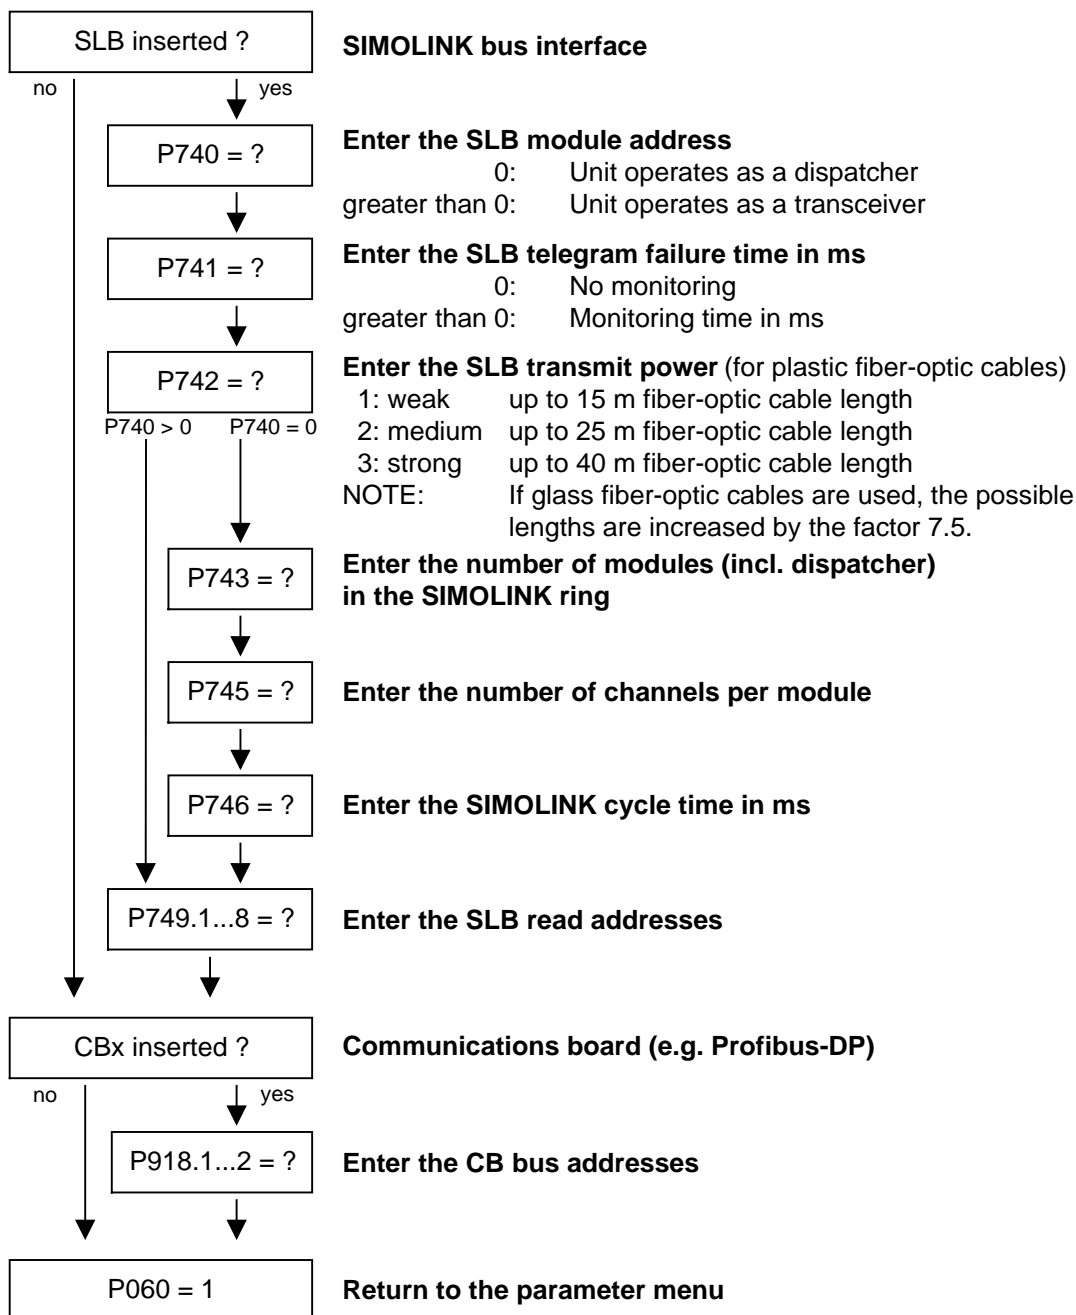 SLB inserted ?
SIMOLINK bus interface
no
yes
P740 = ?
Enter the SLB module address
0: Unit operates as a dispatcher
greater than 0: Unit operates as a transceiver
P741 = ?
Enter the SLB telegram failure time in ms
0: No monitoring
greater than 0: Monitoring time in ms
P742 = ?
Enter the SLB transmit power (for plastic fiber-optic cables)
1: weak up to 15 m fiber-optic cable length
P740 > 0 P740 = 0
2: medium up to 25 m fiber-optic cable length
3: strong up to 40 m fiber-optic cable length
NOTE: If glass fiber-optic cables are used, the possible
lengths are increased by the factor 7.5.
P743 = ?
Enter the number of modules (incl. dispatcher)
in the SIMOLINK ring
P745 = ?
Enter the number of channels per module
P746 = ?
Enter the SIMOLINK cycle time in ms
P749.1...8 = ?
Enter the SLB read addresses
CBx inserted ?
Communications board (e.g. Profibus-DP)
no
yes
P918.1...2 = ?
Enter the CB bus addresses
P060 = 1
Return to the parameter menu